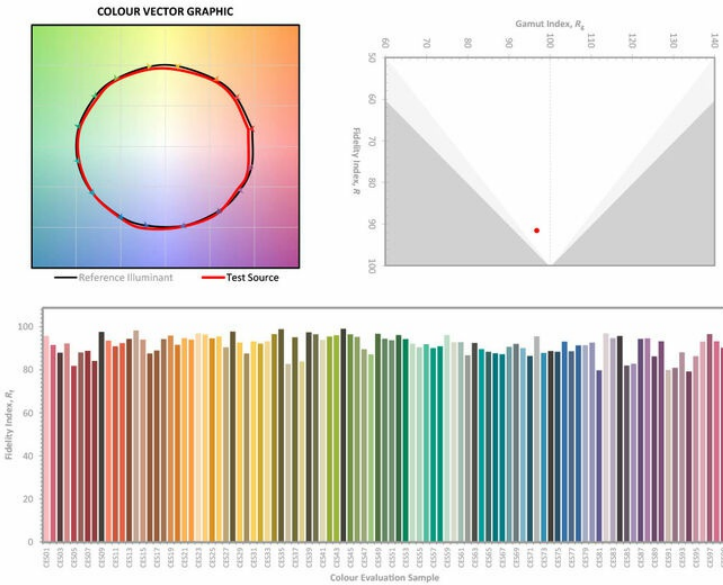 COLOUR VECTOR GRAPHIC
Reference Illuminant
Test Source
Gamut Index, Rg
60 70 80 90 100 110 120 130 140
Fidelity Index, R
50
60
70
80
90
100
Fidelity Index, Rf
100
80
60
40
20
0
CES01 CES03 CES05 CES07 CES09 CES11 CES13 CES15 CES17 CES19 CES21 CES23 CES25 CES27 CES29 CES31 CES33 CES35 CES37 CES39 CES41 CES43 CES45 CES47 CES49 CES51 CES53 CES55 CES57 CES59 CES61 CES63 CES65 CES67 CES69 CES71 CES73 CES75 CES77 CES79 CES81 CES83 CES85 CES87 CES89 CES91 CES93 CES95 CES97
Colour Evaluation Sample